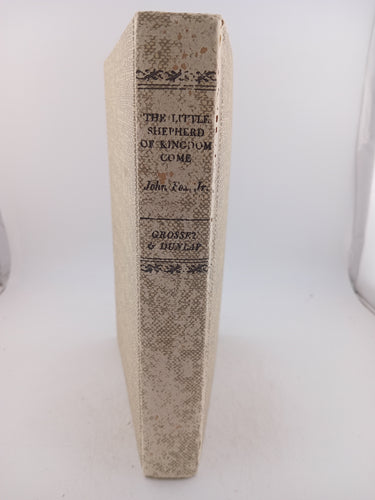 THE LITTLE
SHEPHERD
OF KINGDOM
COME
John Fox, Jr.
GROSSET
& DUNLAP